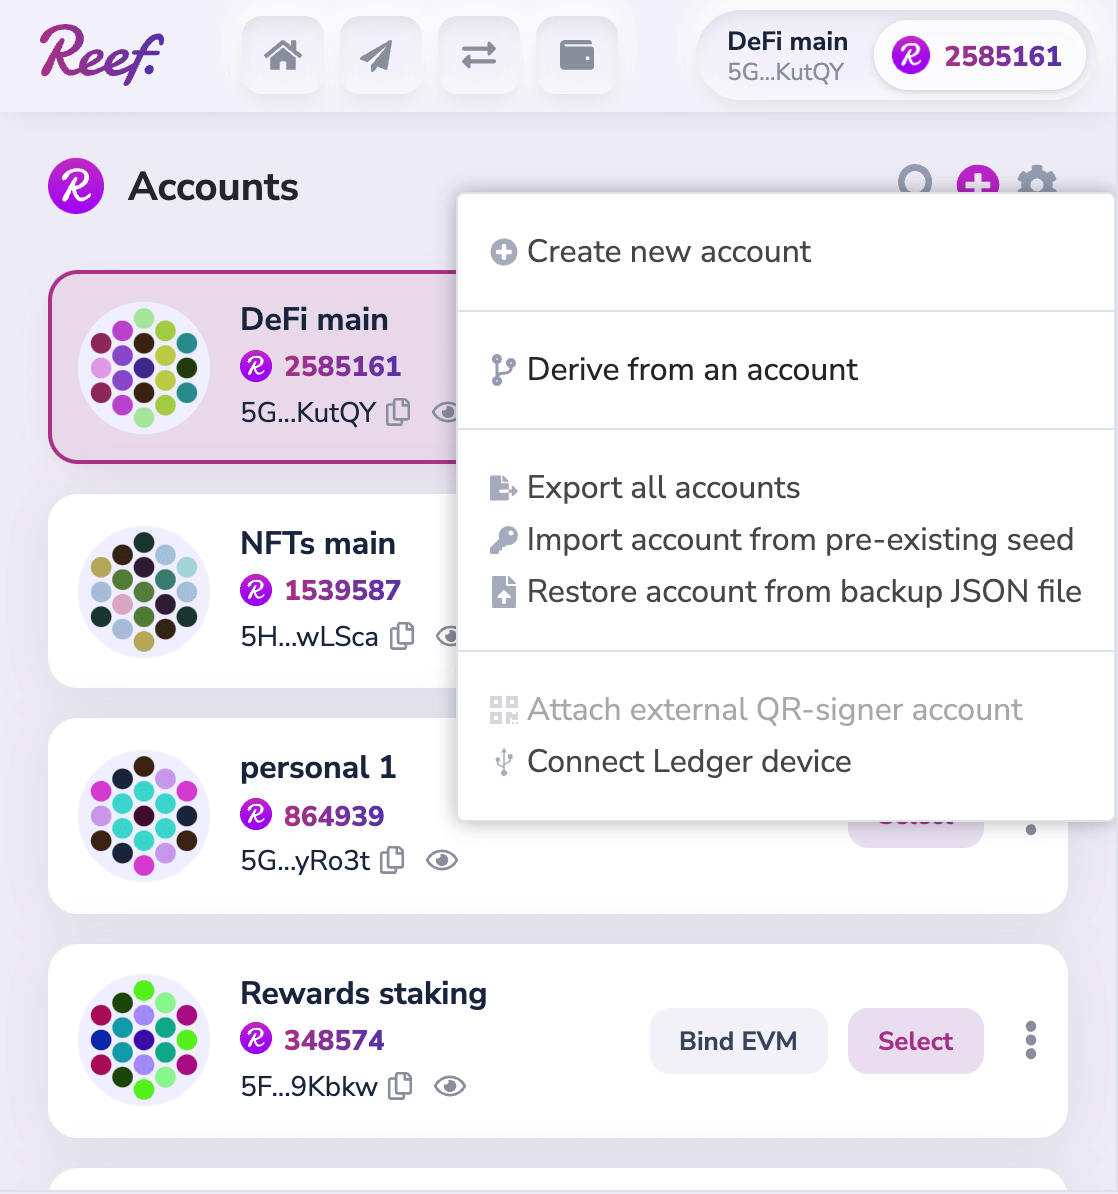 Reef.
DeFi main
5G...KutQY
2585161
Accounts
Create new account
Derive from an account
Export all accounts
Import account from pre-existing seed
Restore account from backup JSON file
Attach external QR-signer account
Connect Ledger device
DeFi main
2585161
5G...KutQY
NFTs main
1539587
5H...wLSca
personal 1
864939
5G...yRo3t
Select
Rewards staking
348574
5F...9Kbkw
Bind EVM
Select